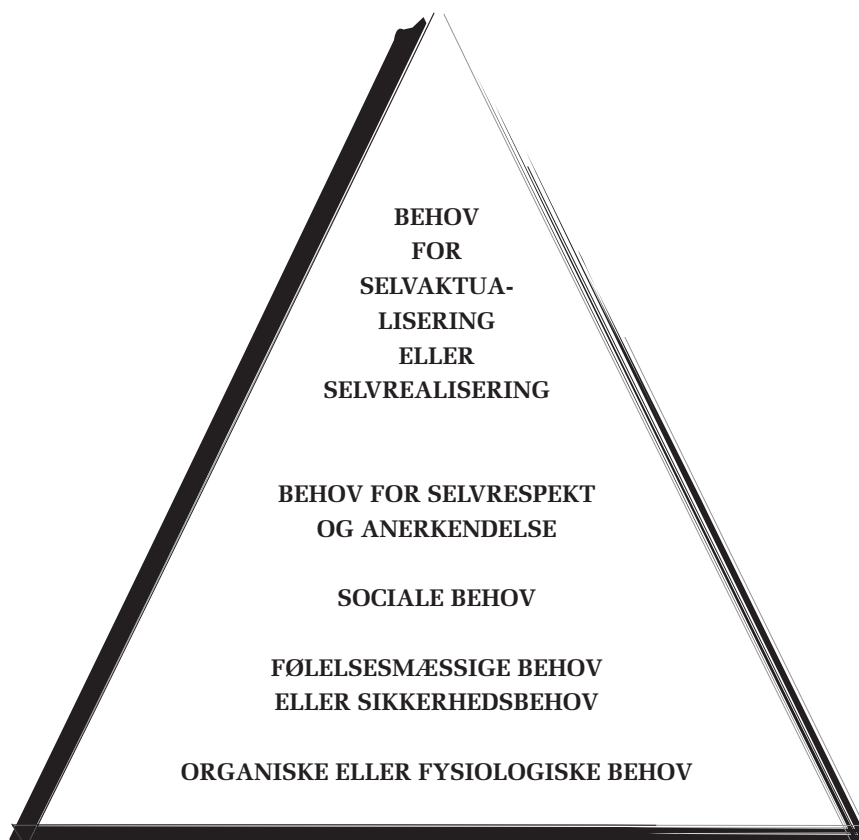 BEHOV
FOR
SELVAKTUA-
LISERING
ELLER
SELVREALISERING
BEHOV FOR SELVRESPEKT
OG ANERKENDELSE
SOCIALE BEHOV
FØLELSESMÆSSIGE BEHOV
ELLER SIKKERHEDSBEHOV
ORGANISKE ELLER FYSIOLOGISKE BEHOV